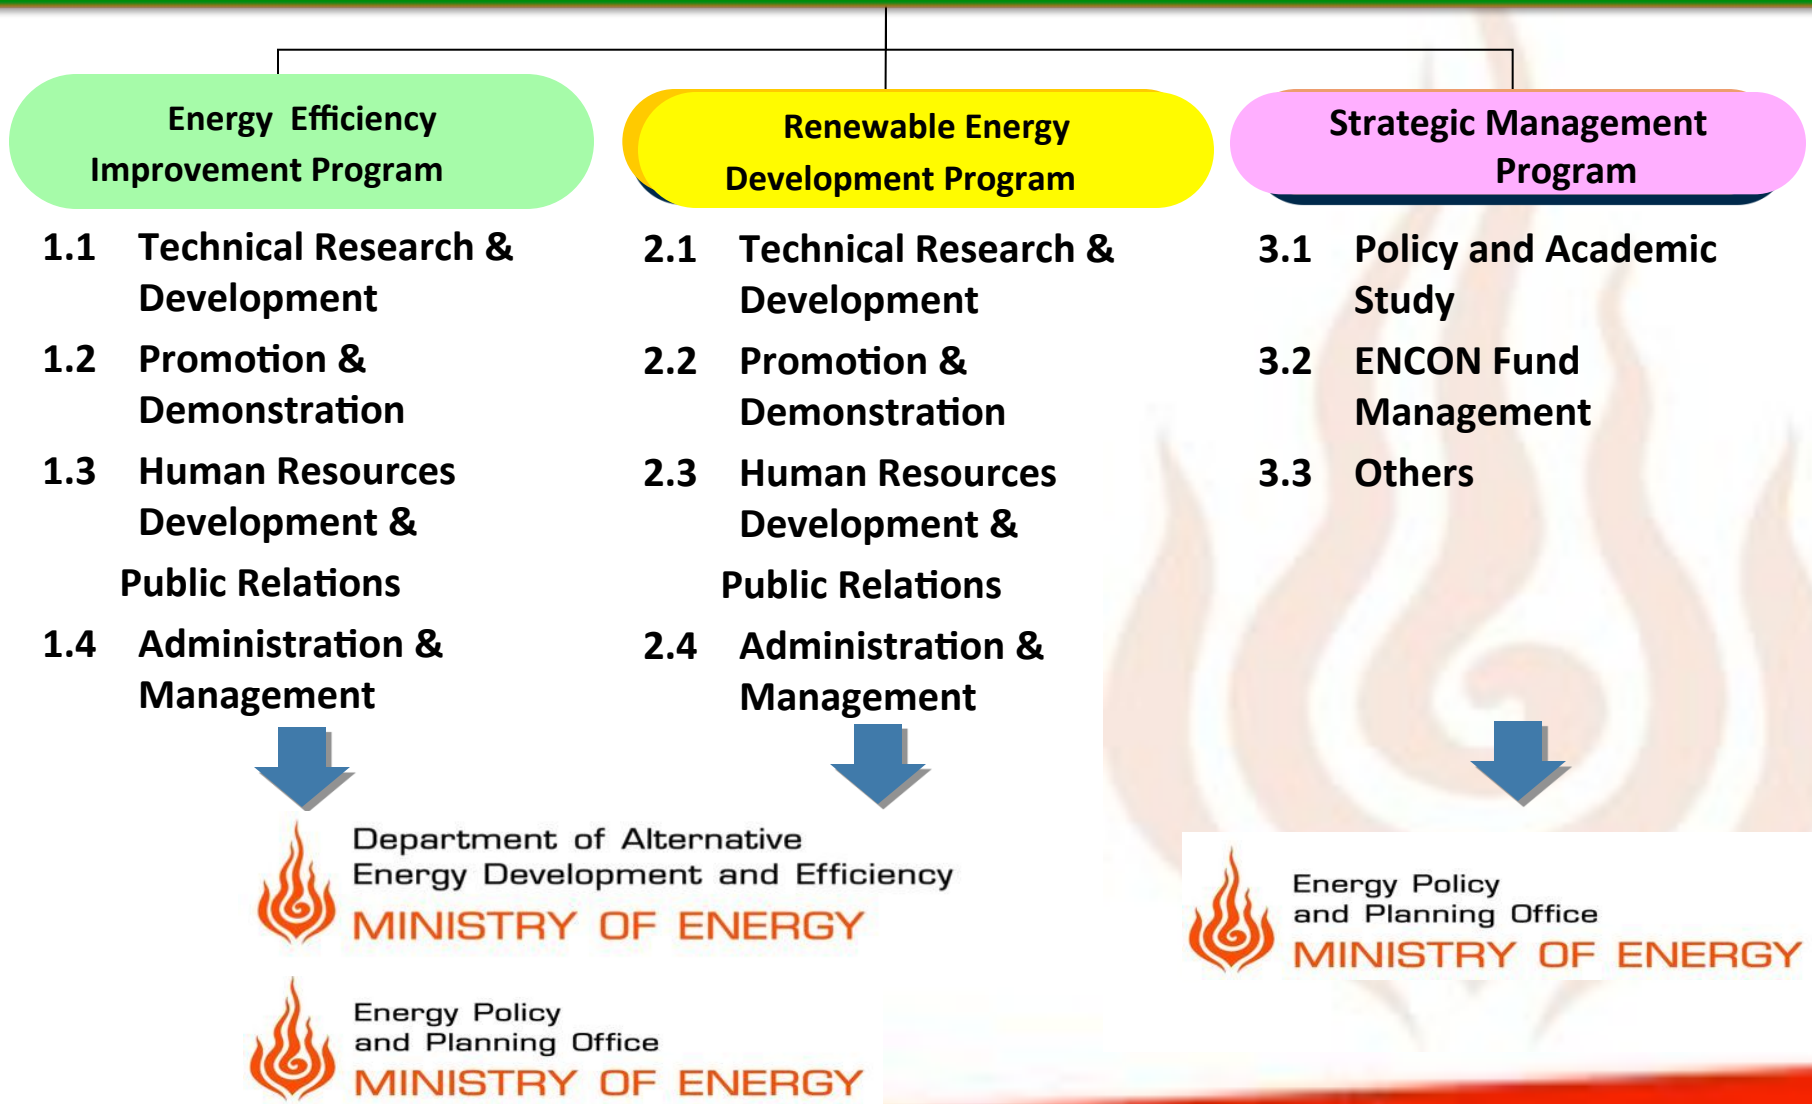 Energy Efficiency
Improvement Program
1.1 Technical Research &
Development
1.2 Promotion &
Demonstration
1.3 Human Resources
Development &
Public Relations
1.4 Administration &
Management
Renewable Energy
Development Program
2.1 Technical Research &
Development
2.2 Promotion &
Demonstration
2.3 Human Resources
Development &
Public Relations
2.4 Administration &
Management
Strategic Management
Program
3.1 Policy and Academic
Study
3.2 ENCON Fund
Management
3.3 Others
Department of Alternative
Energy Development and Efficiency
MINISTRY OF ENERGY
Energy Policy
and Planning Office
MINISTRY OF ENERGY
Energy Policy
and Planning Office
MINISTRY OF ENERGY